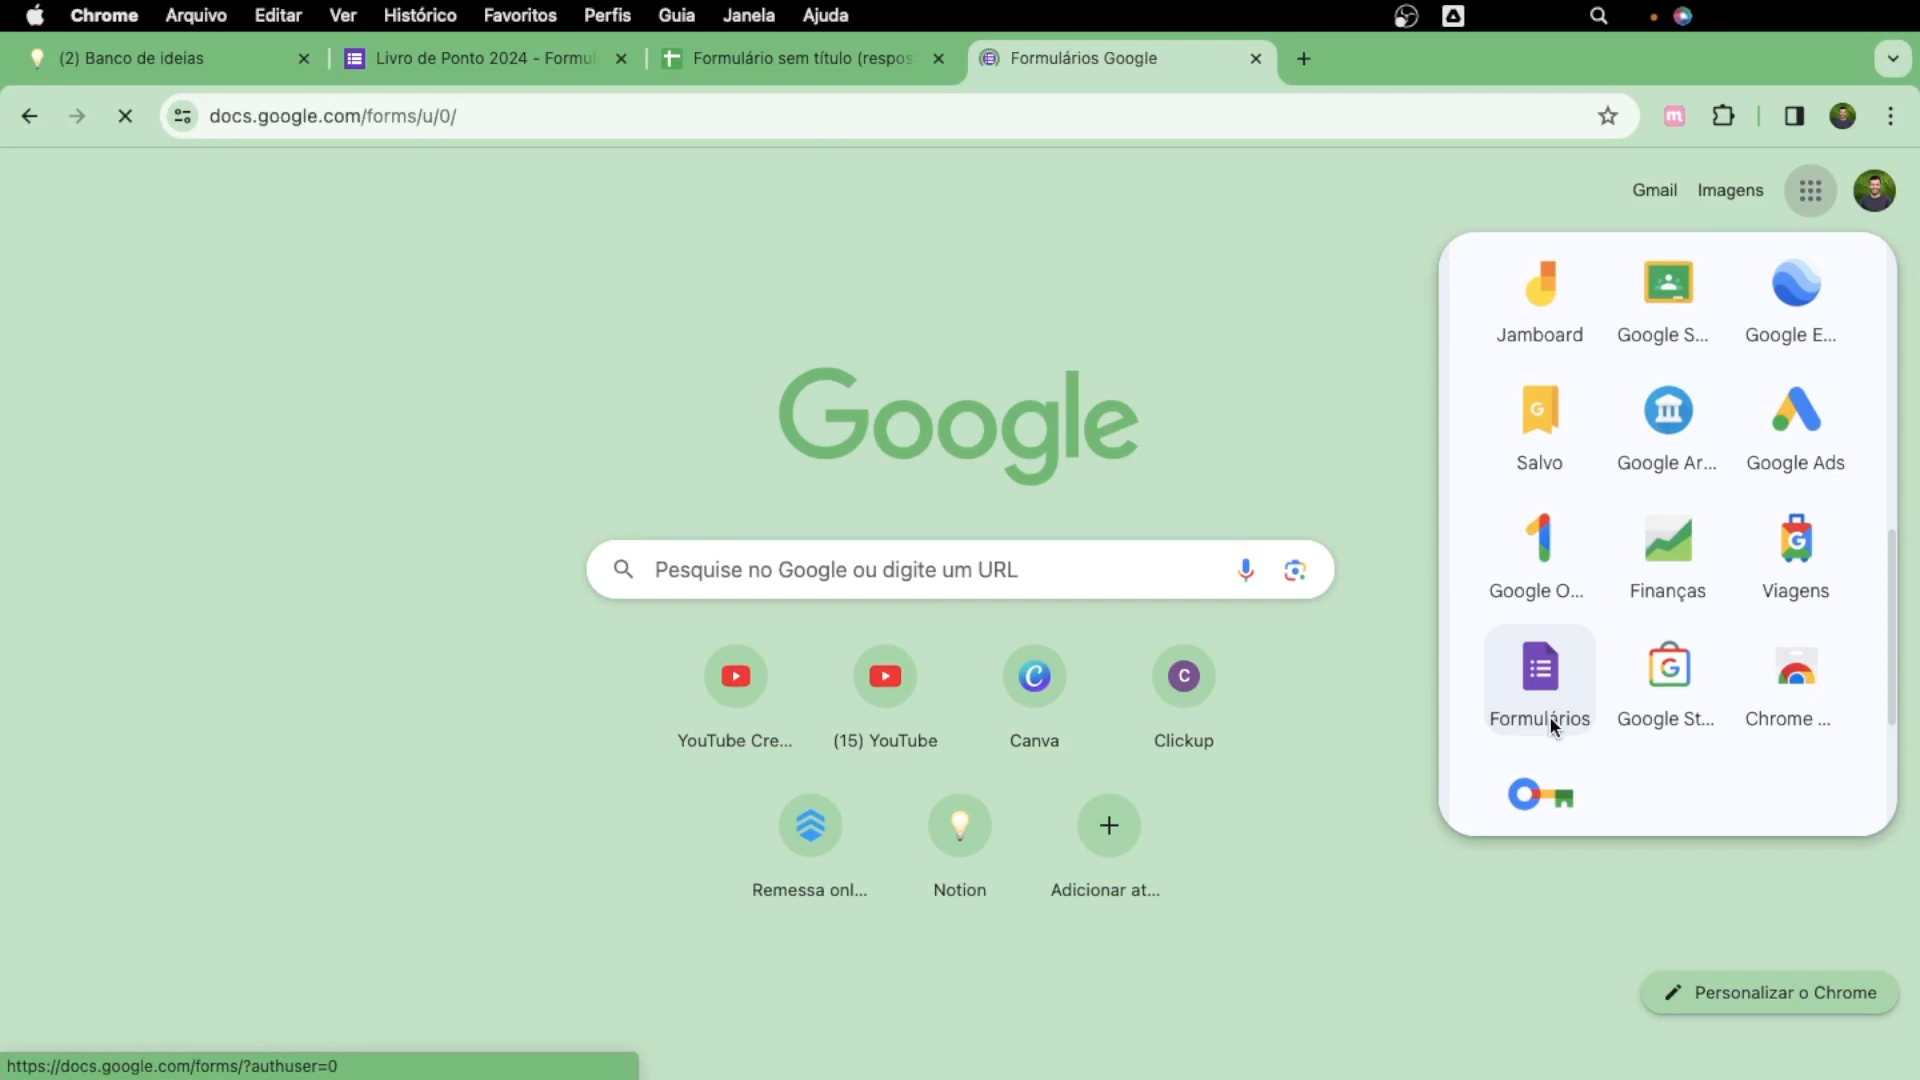 Chrome Arquivo Editar Ver Histórico Favoritos Perfis Guia Janela Ajuda
(2) Banco de ideias
Livro de Ponto 2024 - Formul
Formulário sem título (respos
Formulários Google
docs.google.com/forms/u/0/
Gmail Imagens
Google
Pesquise no Google ou digite um URL
YouTube Cre... (15) YouTube Canva Clickup
C
Remessa onl... Notion Adicionar at...
Jamboard Google S... Google E...
Salvo Google Ar... Google Ads
Google O... Finanças Viagens
Formulários Google St... Chrome ...
Personalizar o Chrome
https://docs.google.com/forms/?authuser=0